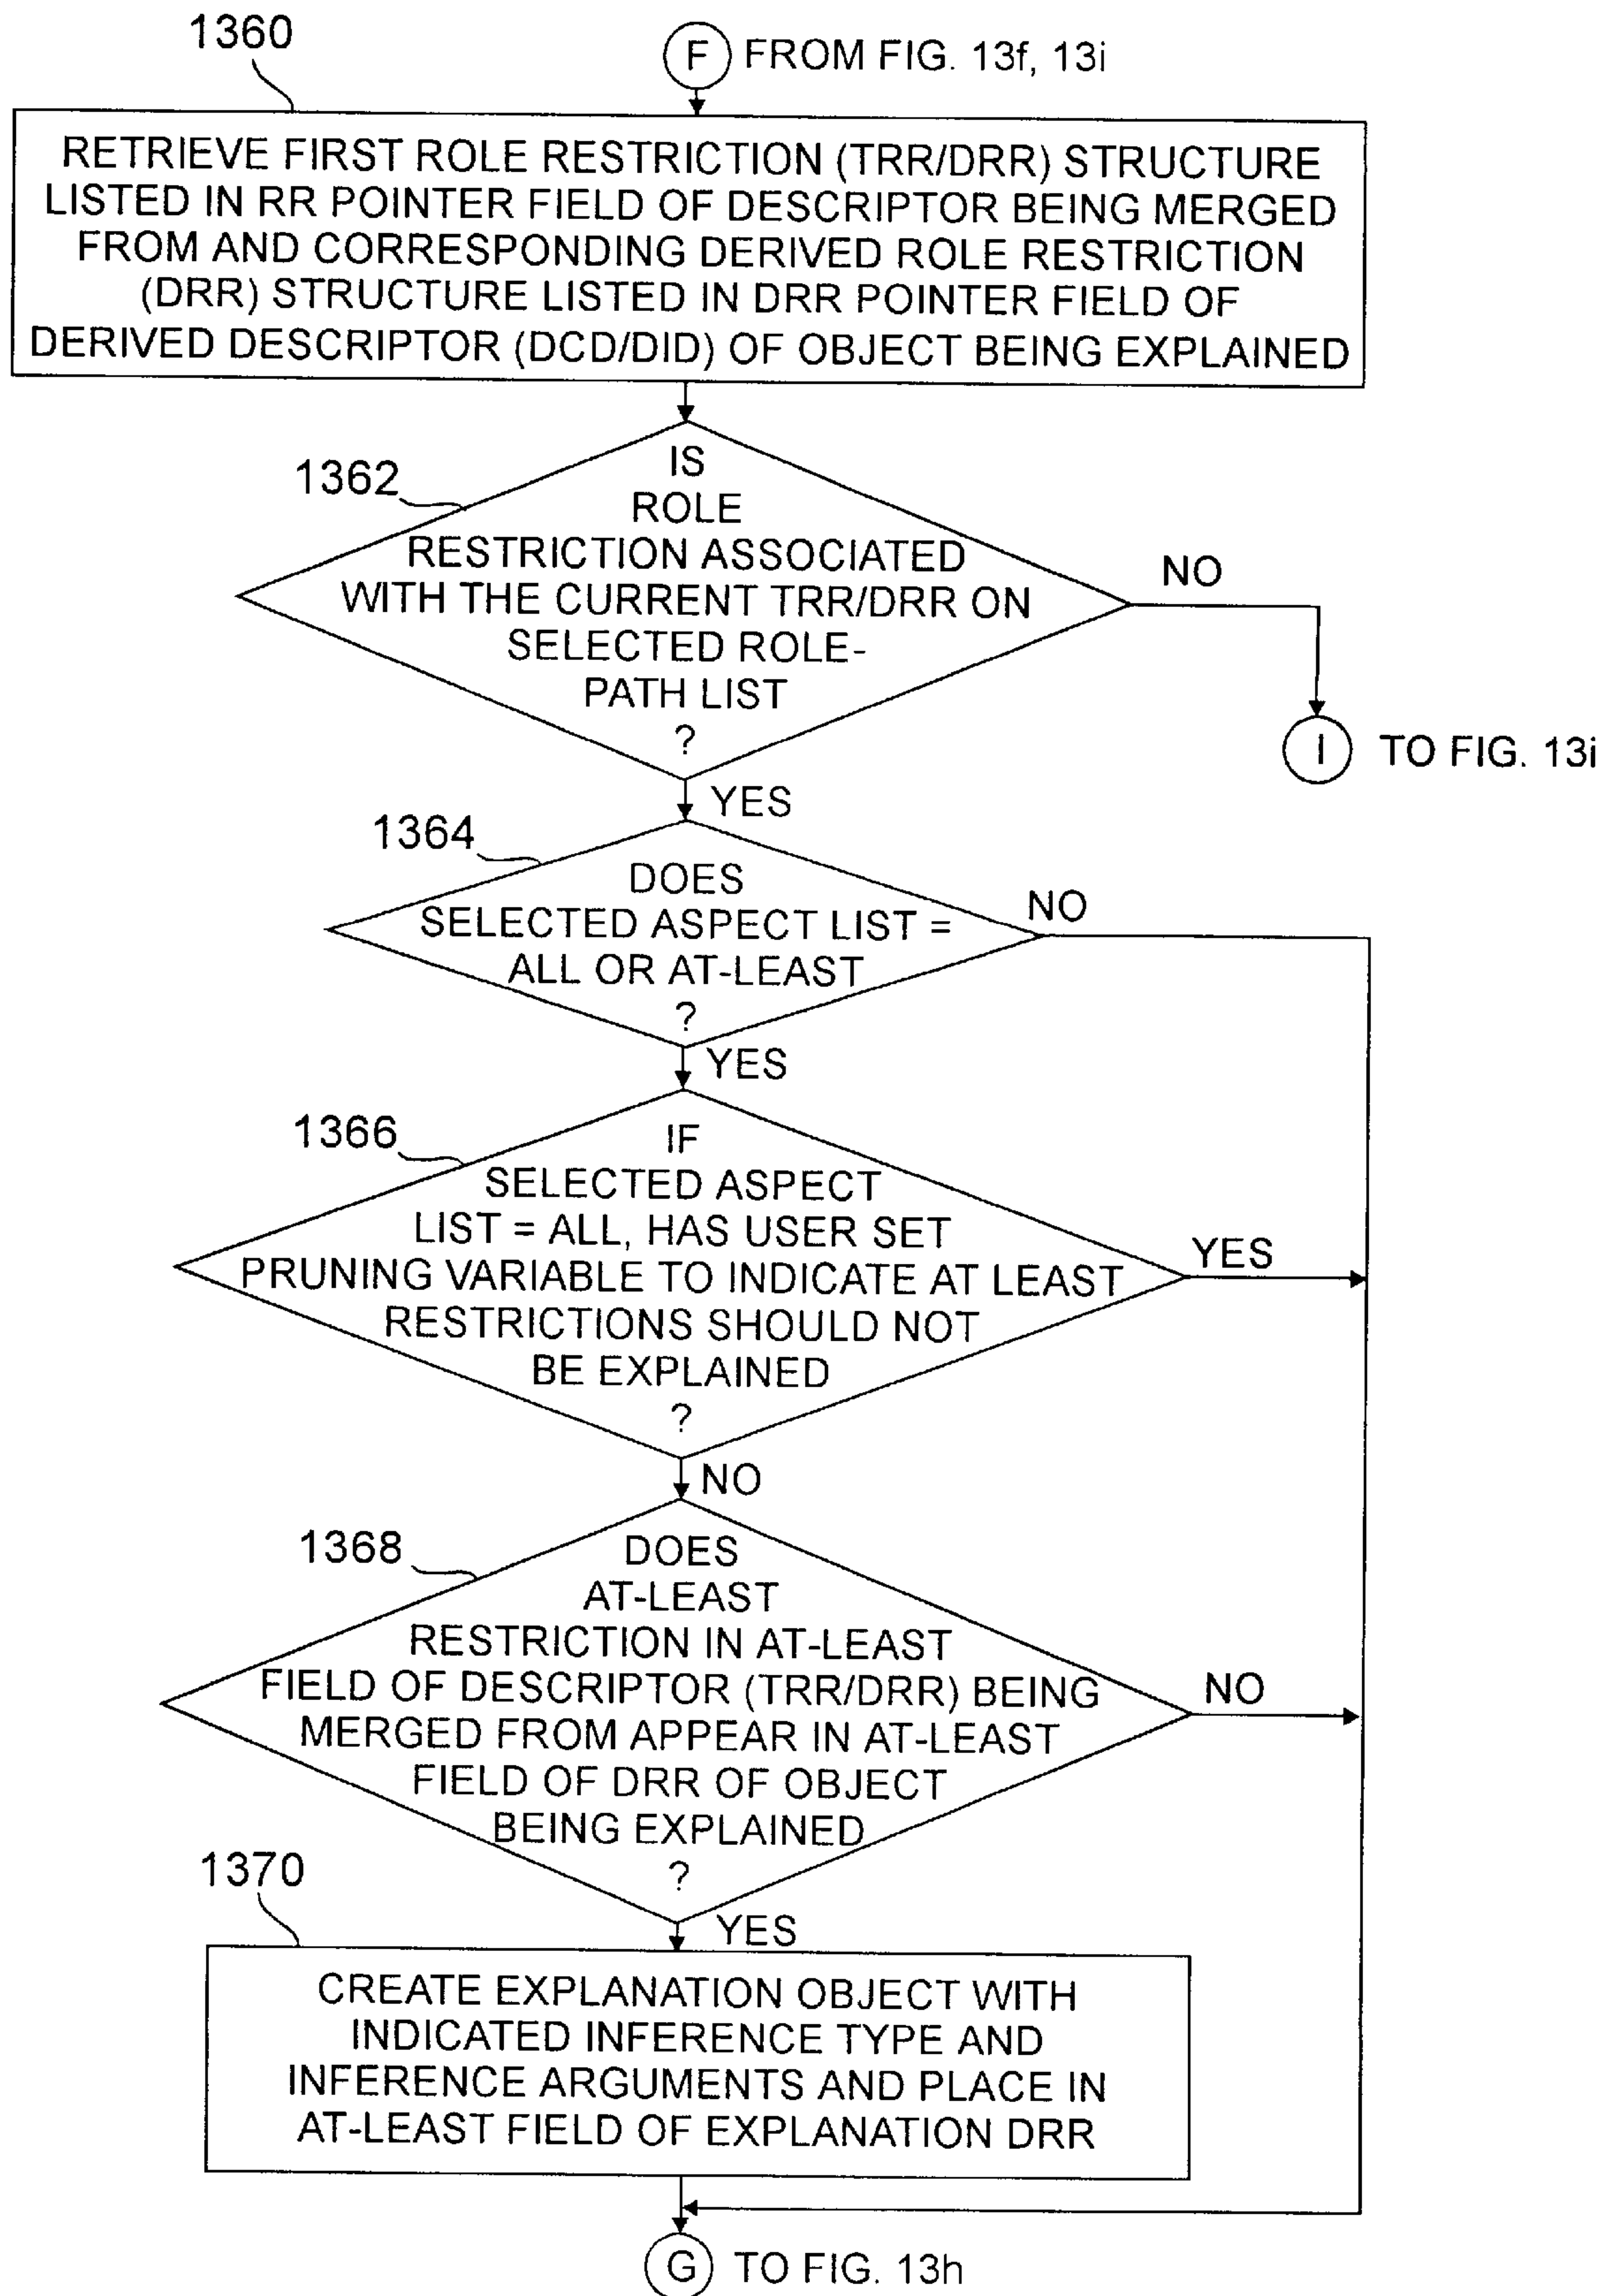 1360
F FROM FIG. 13f, 13i
RETRIEVE FIRST ROLE RESTRICTION (TRR/DRR) STRUCTURE
LISTED IN RR POINTER FIELD OF DESCRIPTOR BEING MERGED
FROM AND CORRESPONDING DERIVED ROLE RESTRICTION
(DRR) STRUCTURE LISTED IN DRR POINTER FIELD OF
DERIVED DESCRIPTOR (DCD/DID) OF OBJECT BEING EXPLAINED
1362
IS
ROLE
RESTRICTION ASSOCIATED
WITH THE CURRENT TRR/DRR ON
SELECTED ROLE-
PATH LIST
?
NO
I TO FIG. 13i
YES
1364
DOES
SELECTED ASPECT LIST =
ALL OR AT-LEAST
?
NO
YES
1366
IF
SELECTED ASPECT
LIST = ALL, HAS USER SET
PRUNING VARIABLE TO INDICATE AT LEAST
RESTRICTIONS SHOULD NOT
BE EXPLAINED
?
YES
NO
1368
DOES
AT-LEAST
RESTRICTION IN AT-LEAST
FIELD OF DESCRIPTOR (TRR/DRR) BEING
MERGED FROM APPEAR IN AT-LEAST
FIELD OF DRR OF OBJECT
BEING EXPLAINED
?
NO
YES
1370
CREATE EXPLANATION OBJECT WITH
INDICATED INFERENCE TYPE AND
INFERENCE ARGUMENTS AND PLACE IN
AT-LEAST FIELD OF EXPLANATION DRR
G TO FIG. 13h